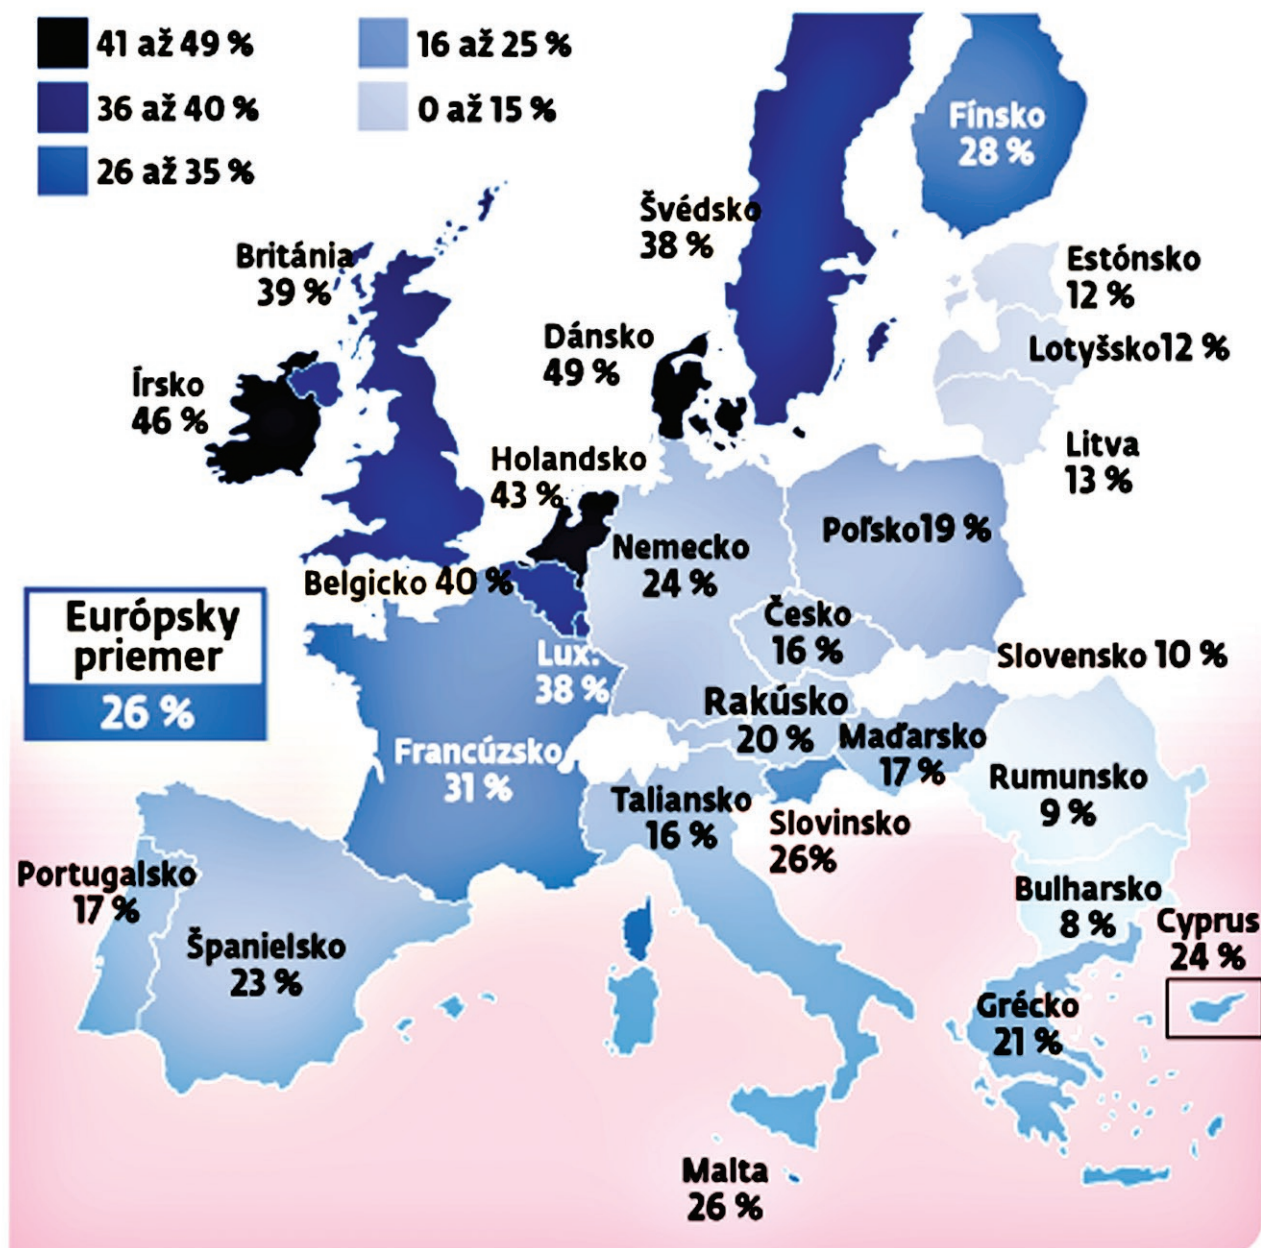 41 až 49 %
36 až 40 %
26 až 35 %
16 až 25 %
0 až 15 %
Fínsko
28 %
Švédsko
38 %
Británia
39 %
Estónsko
12 %
Dánsko
49 %
Lotyšsko12 %
Írsko
46 %
Litva
13 %
Holandsko
43 %
Poľsko19 %
Nemecko
24 %
Belgicko 40 %
Európsky
priemer
26 %
Česko
16 %
Slovensko 10 %
Lux.
38 %
Rakúsko
20 %
Maďarsko
17 %
Francúzsko
31 %
Rumunsko
9 %
Taliansko
16 %
Slovinsko
26%
Portugalsko
17 %
Bulharsko
8 %
Cyprus
24 %
Španielsko
23 %
Grécko
21 %
Malta
26 %